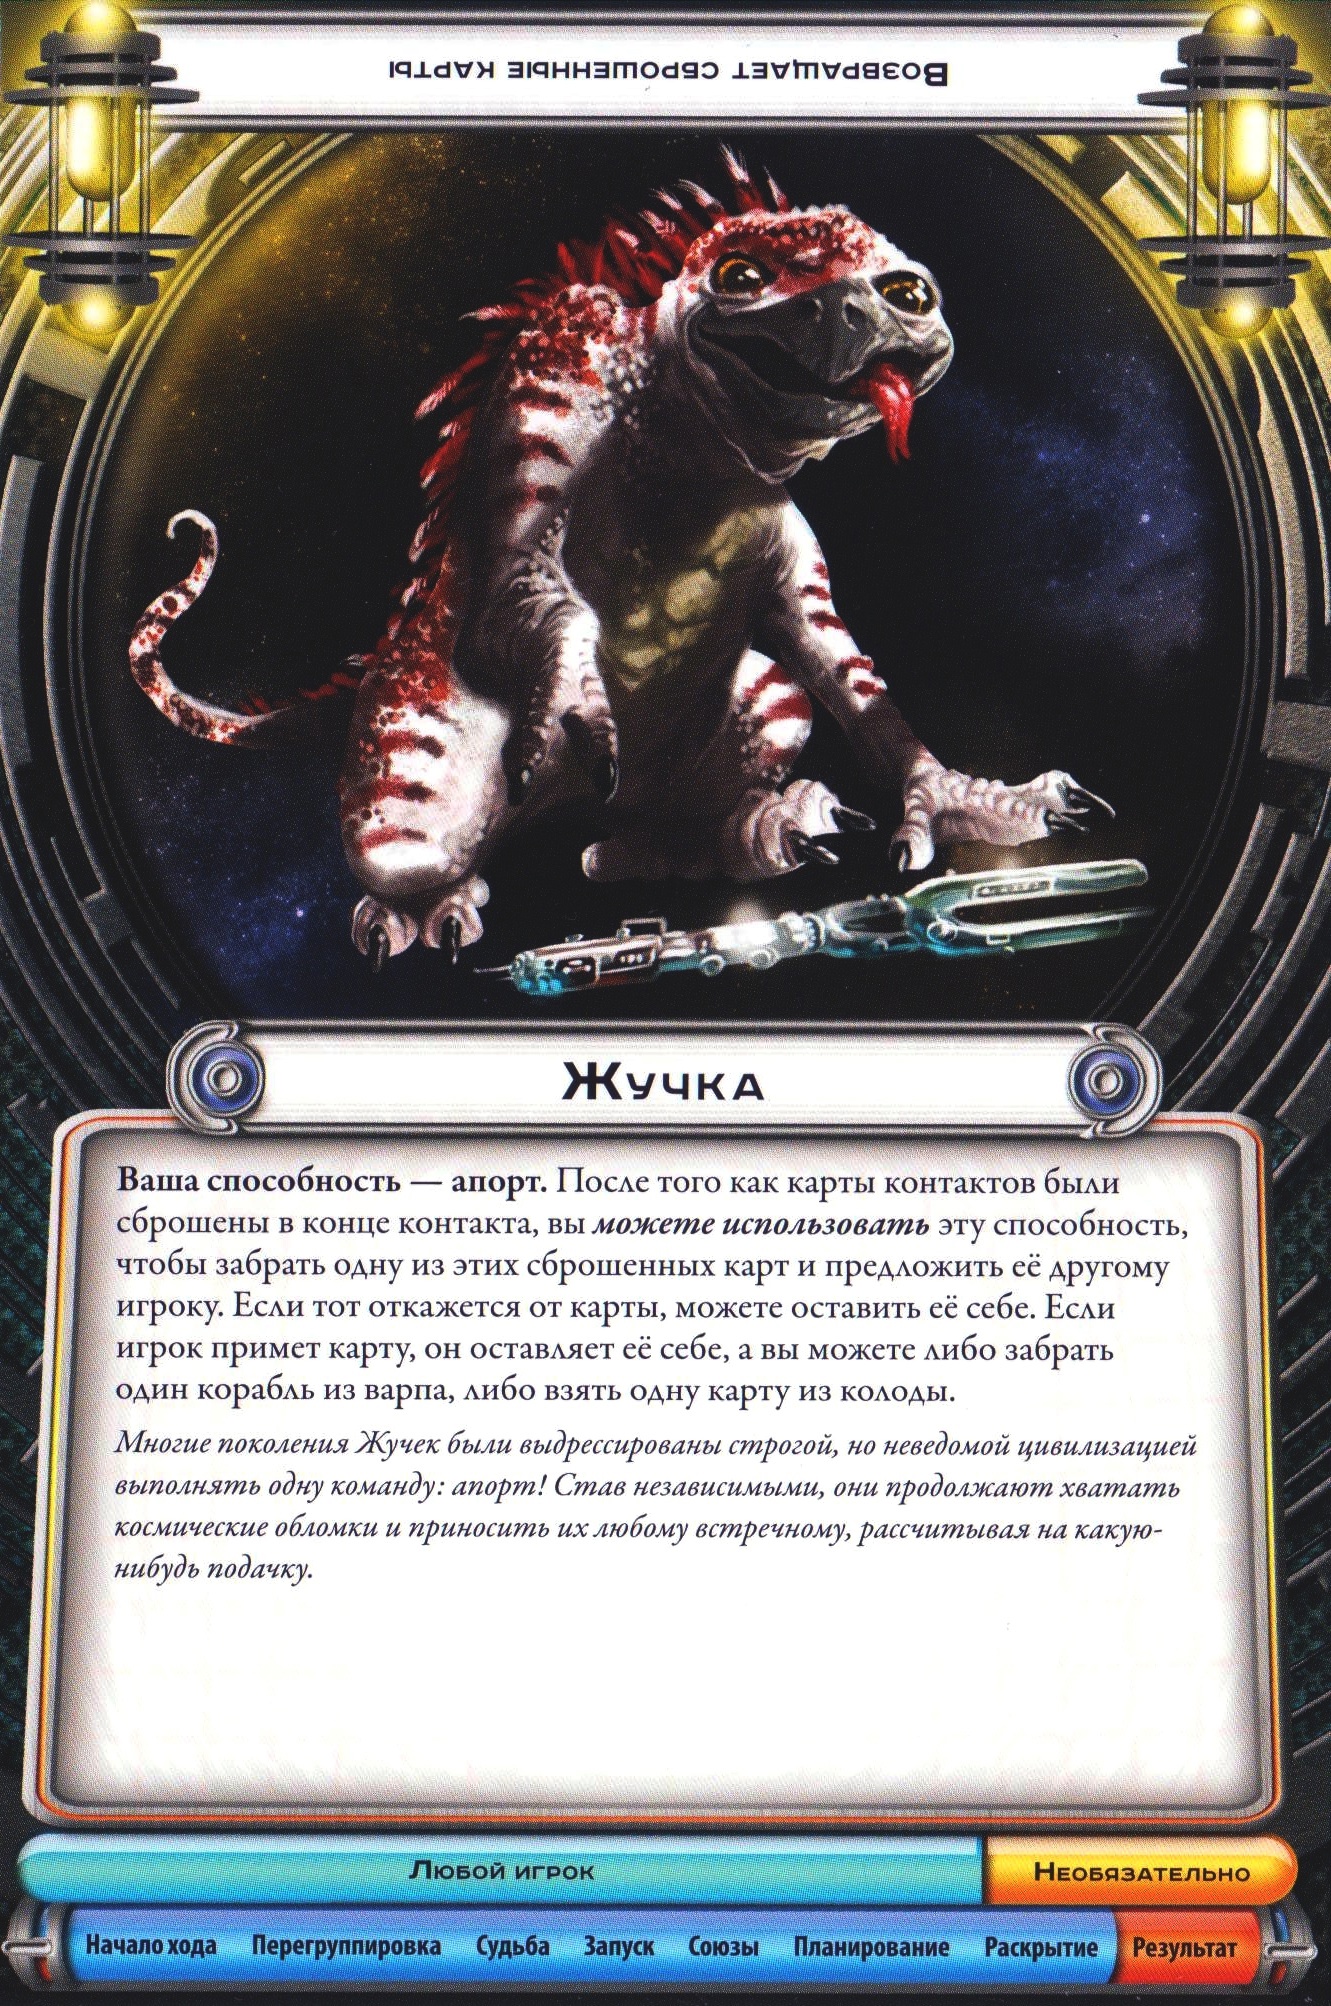 Возвращает сброшенные карты
Жучка
Ваша способность — апорт. После того как карты контактов были
сброшены в конце контакта, вы можете использовать эту способность,
чтобы забрать одну из этих сброшенных карт и предложить её другому
игроку. Если тот откажется от карты, можете оставить её себе. Если
игрок примет карту, он оставляет её себе, а вы можете либо забрать
один корабль из варпа, либо взять одну карту из колоды.
Многие поколения Жучек были выдрессированы строгой, но неведомой цивилизацией
выполнять одну команду: апорт! Став независимыми, они продолжают хватать
космические обломки и приносить их любому встречному, рассчитывая на какую-
нибудь подачку.
Любой игрок Необязательно
Начало хода Перегруппировка Судьба Запуск Союзы Планирование Раскрытие Результат